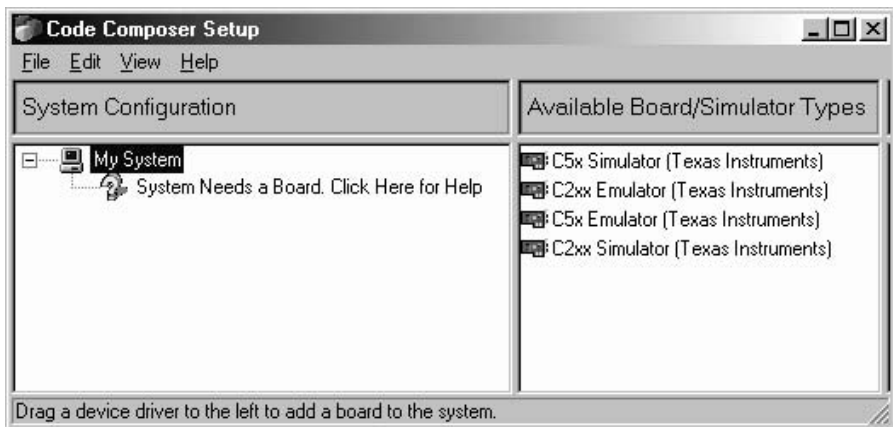 Code Composer Setup
File Edit View Help
System Configuration
Available Board/Simulator Types
My System
System Needs a Board. Click Here for Help
C5x Simulator (Texas Instruments)
C2xx Emulator (Texas Instruments)
C5x Emulator (Texas Instruments)
C2xx Simulator (Texas Instruments)
Drag a device driver to the left to add a board to the system.